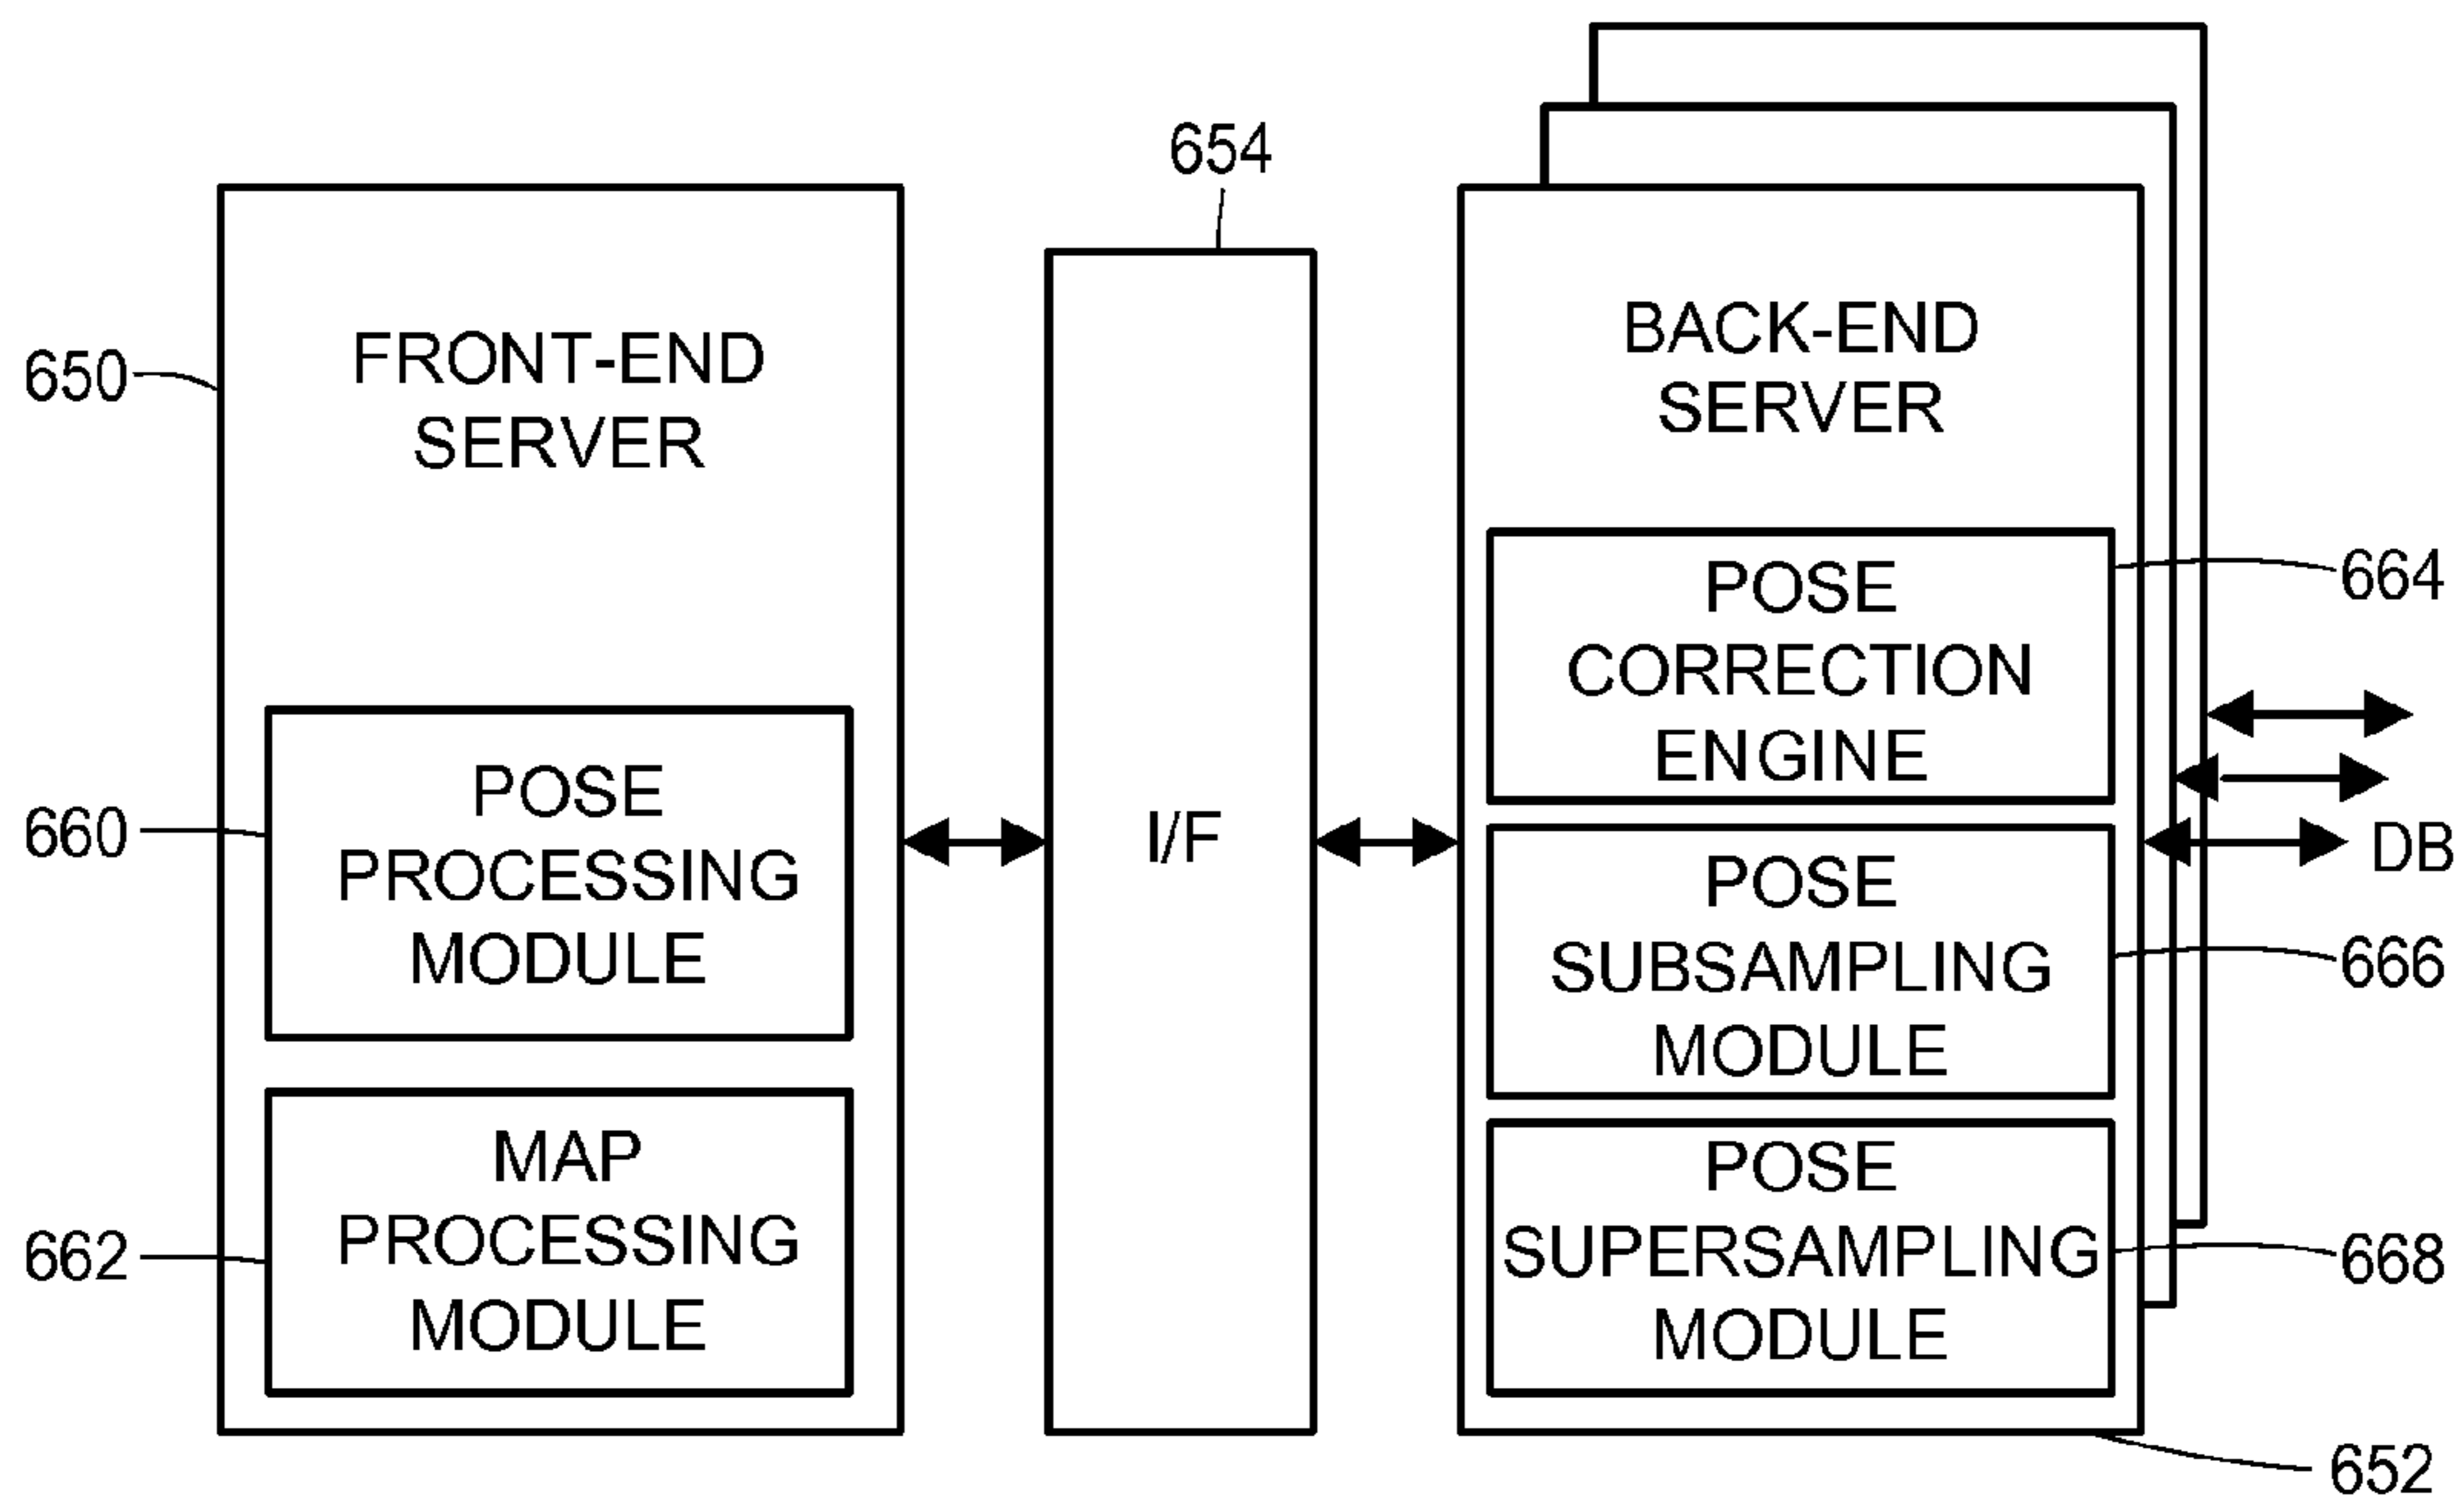 654
650
FRONT-END
SERVER
660
POSE
PROCESSING
MODULE
662
MAP
PROCESSING
MODULE
I/F
BACK-END
SERVER
POSE
CORRECTION
ENGINE
664
POSE
SUBSAMPLING
MODULE
666
POSE
SUPERSAMPLING
MODULE
668
DB
652